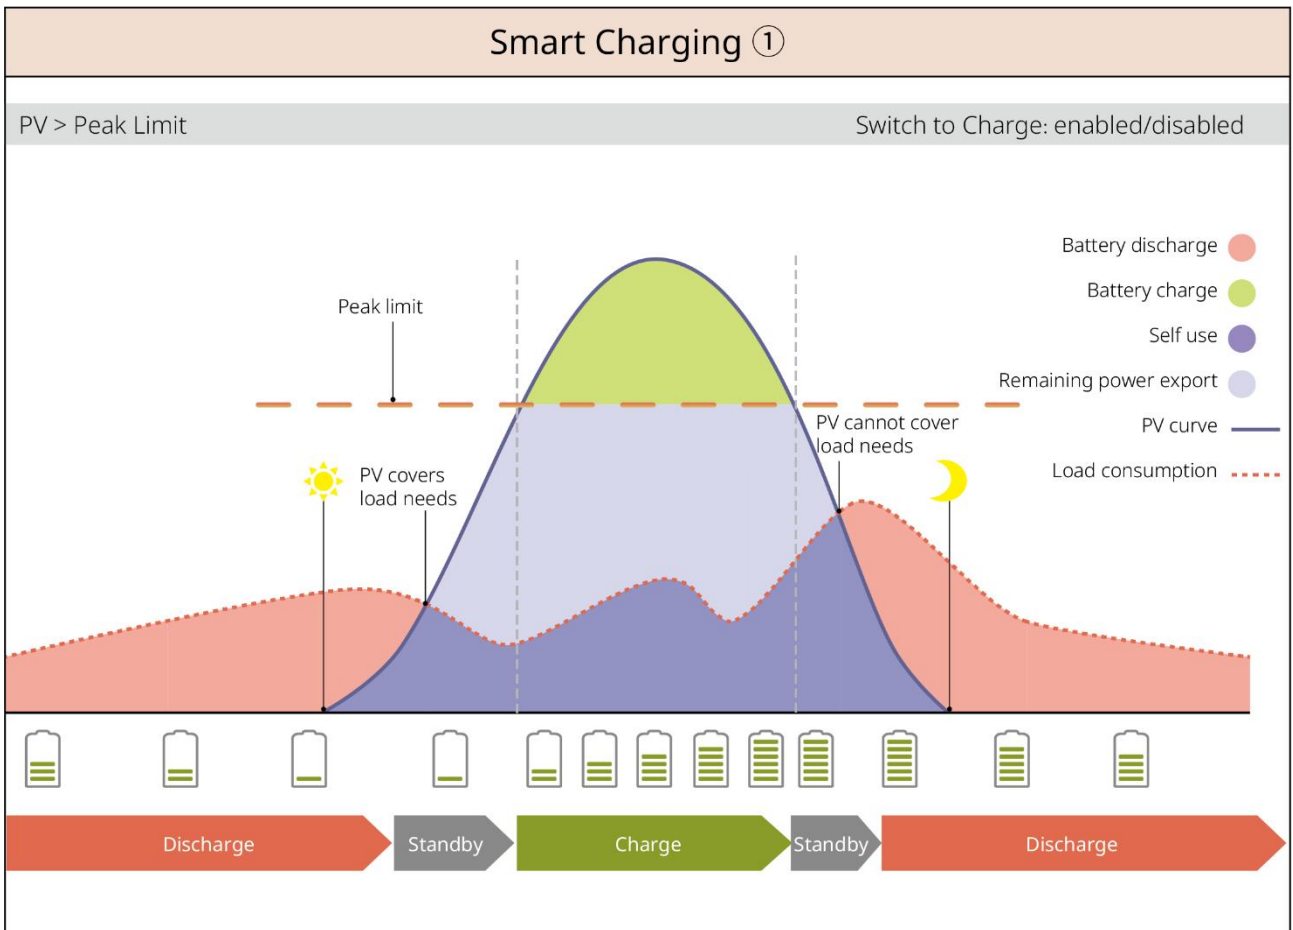 Smart Charging ①
PV > Peak Limit
Switch to Charge: enabled/disabled
Battery discharge
Battery charge
Self use
Remaining power export
PV curve
Load consumption
Peak limit
PV covers
load needs
PV cannot cover
load needs
Discharge
Standby
Charge
Standby
Discharge